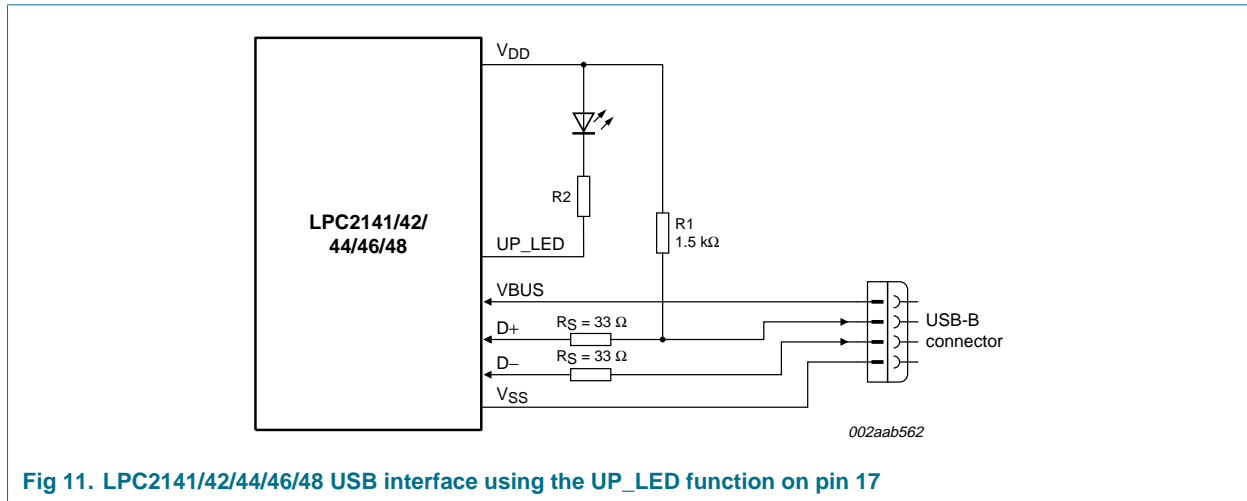 VDD
R2
R1
1.5 kΩ
LPC2141/42/
44/46/48
UP_LED
VBUS
D+
RS = 33 Ω
USB-B
connector
D−
RS = 33 Ω
VSS
002aab562
Fig 11. LPC2141/42/44/46/48 USB interface using the UP_LED function on pin 17